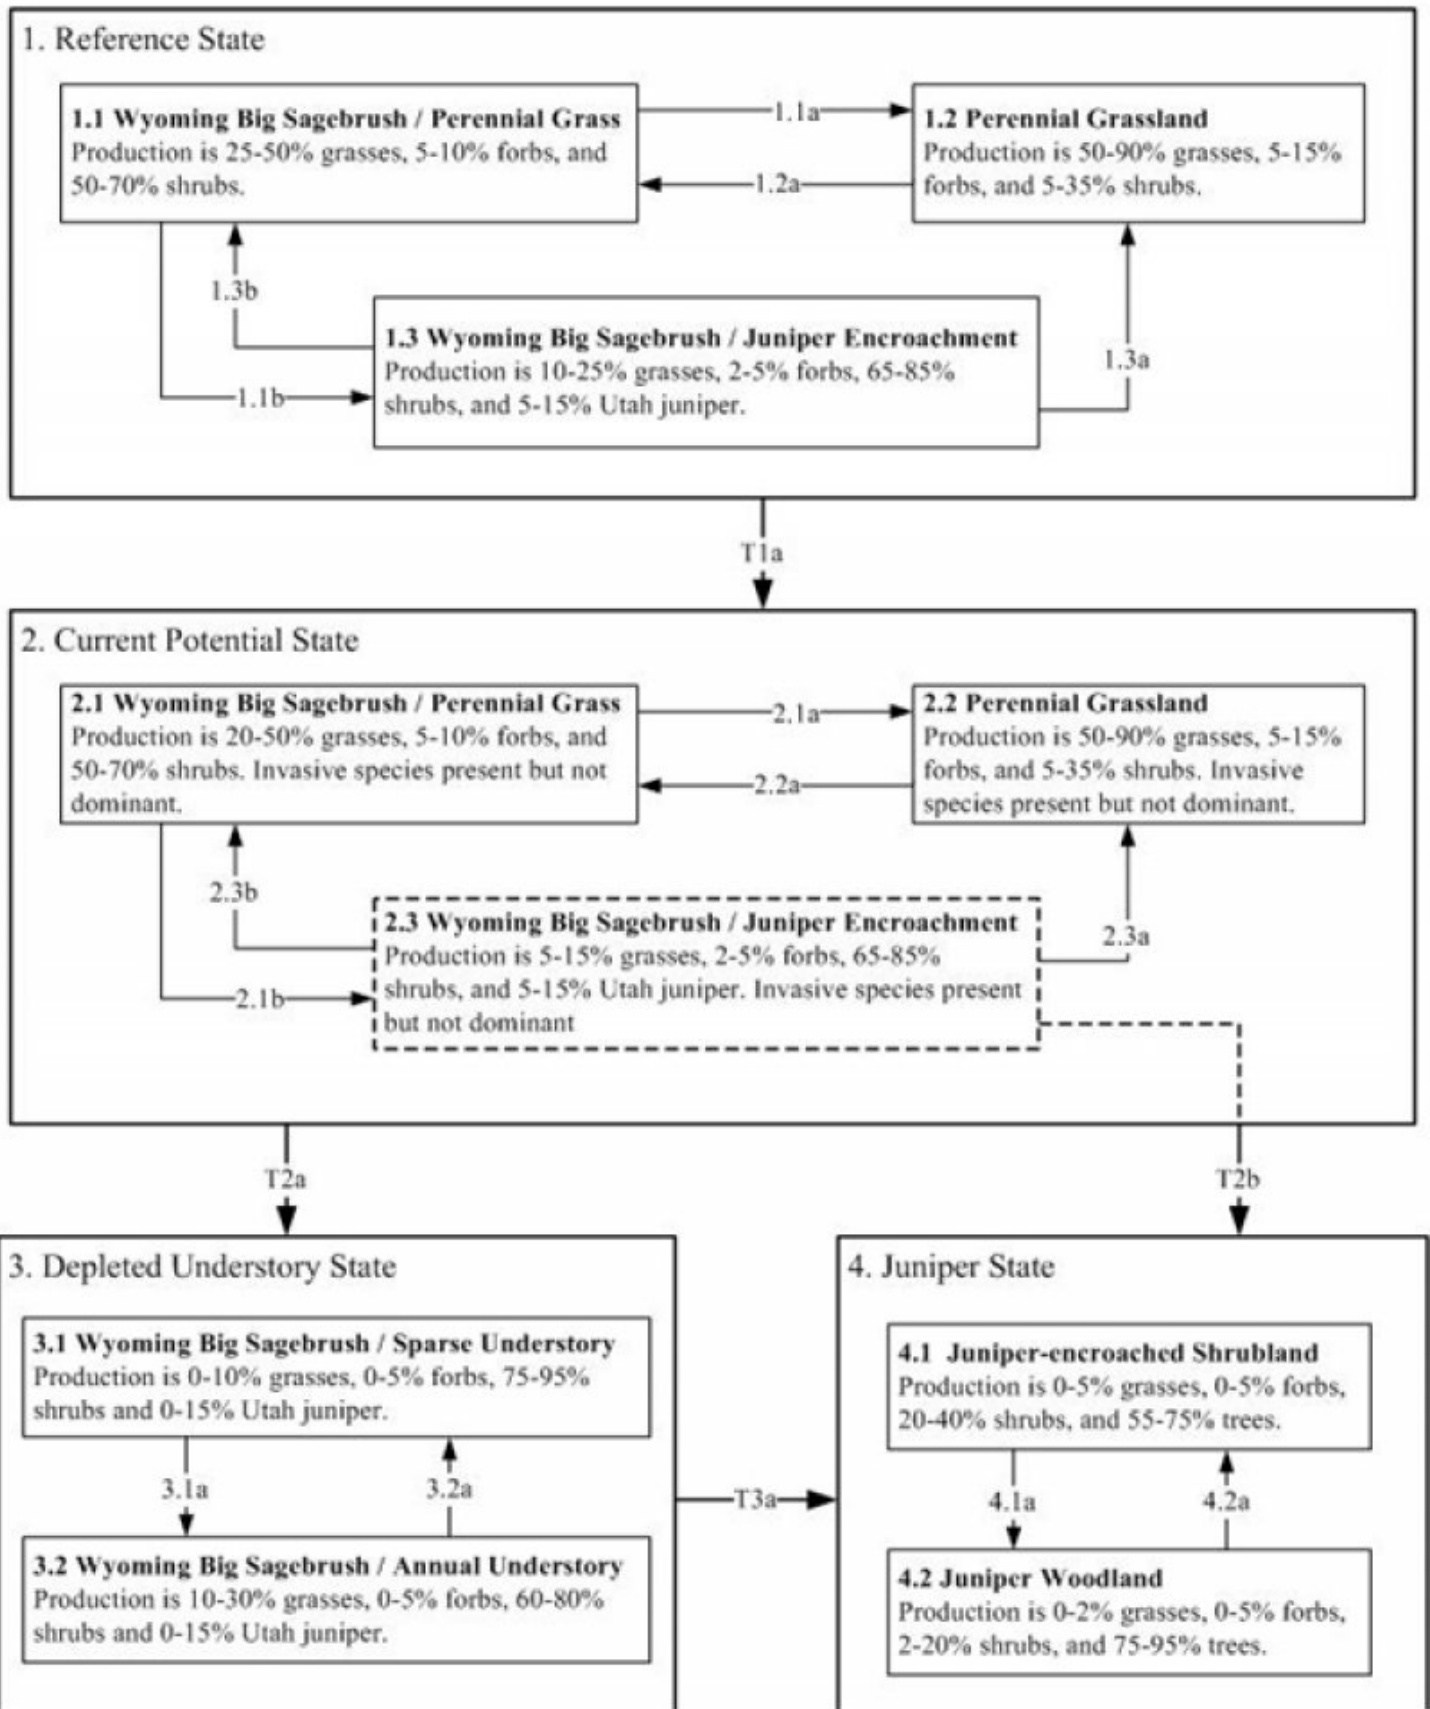 1. Reference State
1.1 Wyoming Big Sagebrush / Perennial Grass
Production is 25-50% grasses, 5-10% forbs, and
50-70% shrubs.
1.1a
1.2a
1.2 Perennial Grassland
Production is 50-90% grasses, 5-15%
forbs, and 5-35% shrubs.
1.3b
1.1b
1.3 Wyoming Big Sagebrush / Juniper Encroachment
Production is 10-25% grasses, 2-5% forbs, 65-85%
shrubs, and 5-15% Utah juniper.
1.3a
T1a
2. Current Potential State
2.1 Wyoming Big Sagebrush / Perennial Grass
Production is 20-50% grasses, 5-10% forbs, and
50-70% shrubs. Invasive species present but not
dominant.
2.1a
2.2a
2.2 Perennial Grassland
Production is 50-90% grasses, 5-15%
forbs, and 5-35% shrubs. Invasive
species present but not dominant.
2.3b
2.1b
2.3 Wyoming Big Sagebrush / Juniper Encroachment
Production is 5-15% grasses, 2-5% forbs, 65-85%
shrubs, and 5-15% Utah juniper. Invasive species present
but not dominant
2.3a
T2a
T2b
3. Depleted Understory State
3.1 Wyoming Big Sagebrush / Sparse Understory
Production is 0-10% grasses, 0-5% forbs, 75-95%
shrubs and 0-15% Utah juniper.
3.1a
3.2a
3.2 Wyoming Big Sagebrush / Annual Understory
Production is 10-30% grasses, 0-5% forbs, 60-80%
shrubs and 0-15% Utah juniper.
T3a
4. Juniper State
4.1 Juniper-encroached Shrubland
Production is 0-5% grasses, 0-5% forbs,
20-40% shrubs, and 55-75% trees.
4.1a
4.2a
4.2 Juniper Woodland
Production is 0-2% grasses, 0-5% forbs,
2-20% shrubs, and 75-95% trees.